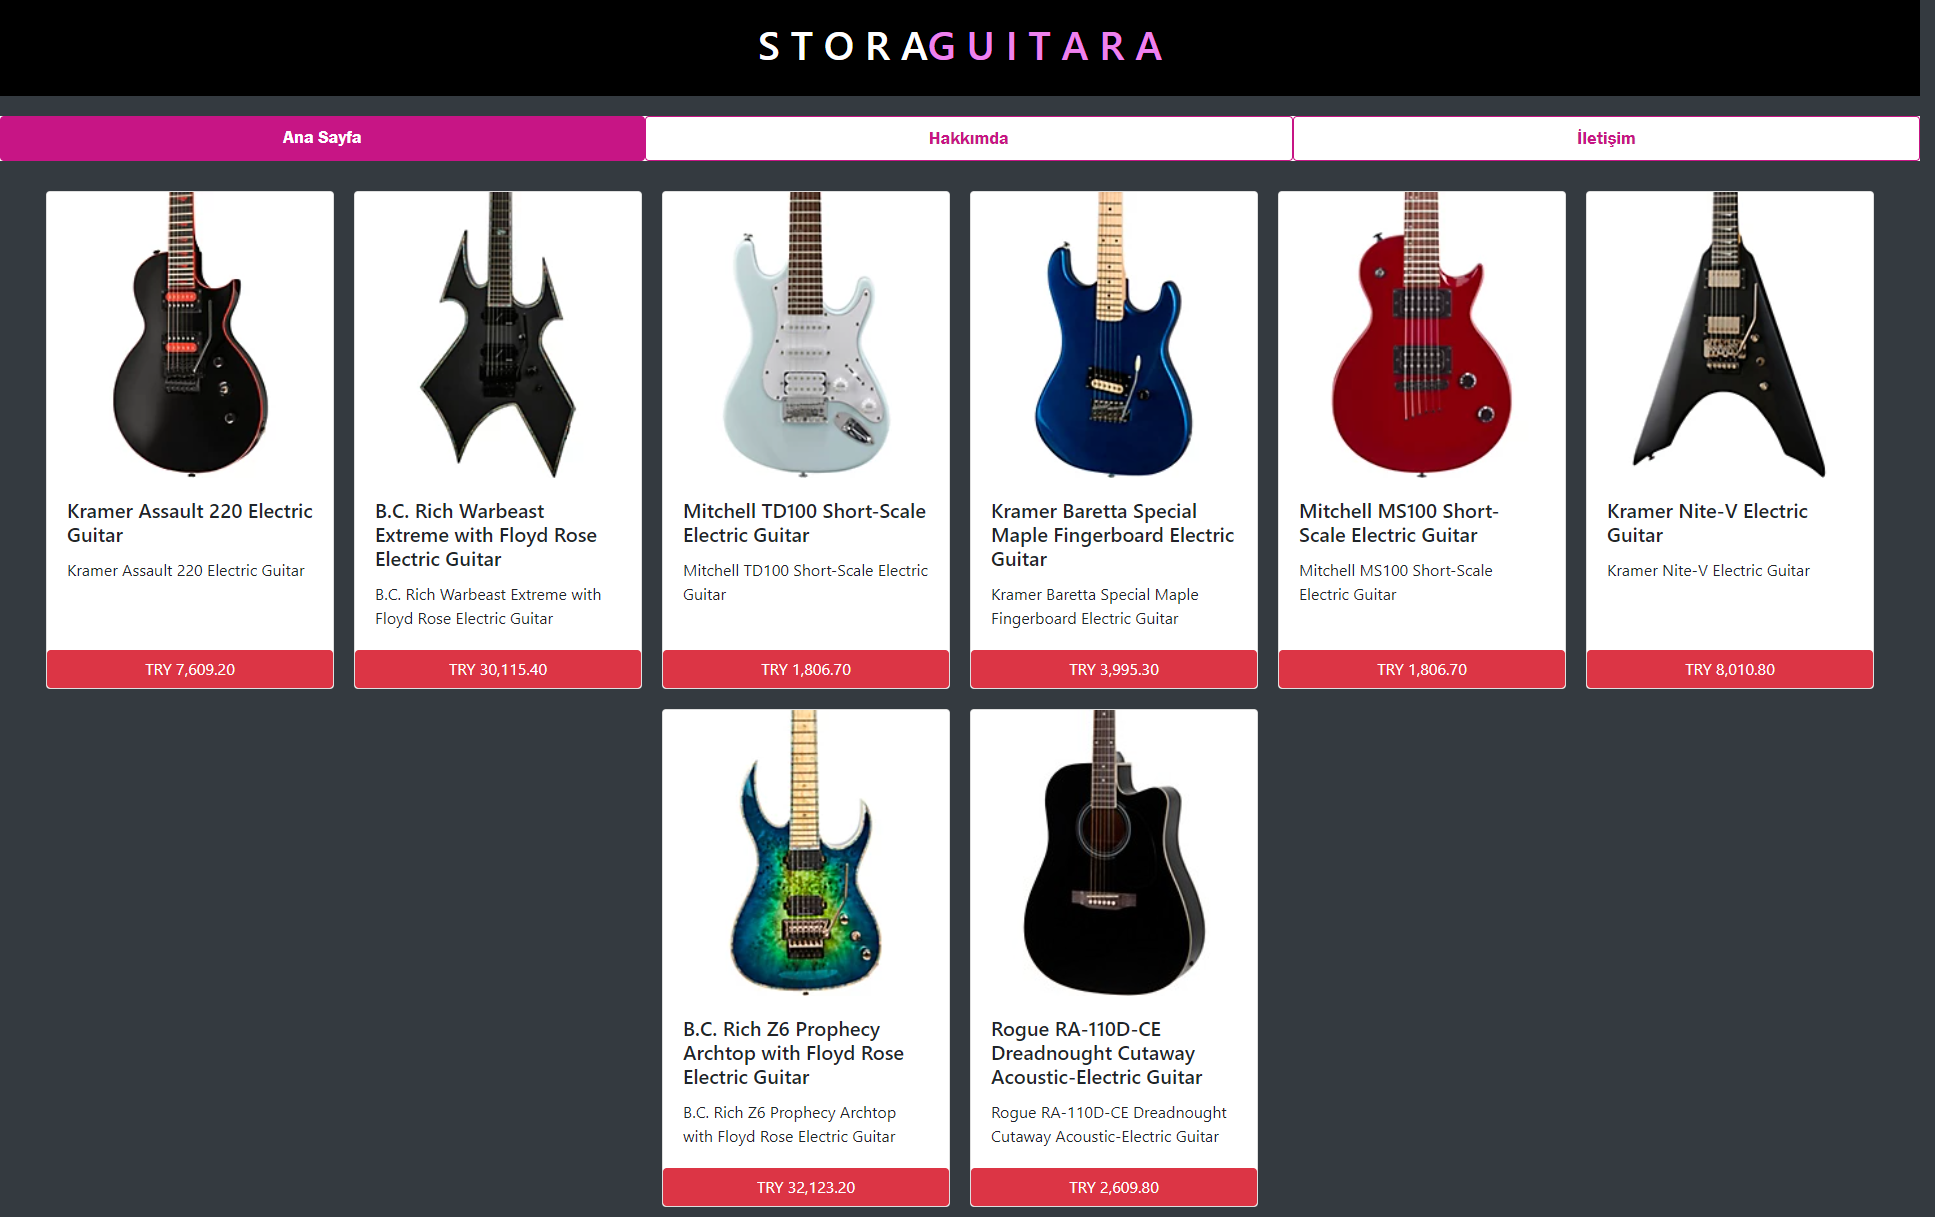 STORAGUITARA
Ana Sayfa
Hakkımda
İletişim
Kramer Assault 220 Electric
Guitar
Kramer Assault 220 Electric Guitar
TRY 7,609.20
B.C. Rich Warbeast
Extreme with Floyd Rose
Electric Guitar
B.C. Rich Warbeast Extreme with
Floyd Rose Electric Guitar
TRY 30,115.40
Mitchell TD100 Short-Scale
Electric Guitar
Mitchell TD100 Short-Scale Electric
Guitar
TRY 1,806.70
Kramer Baretta Special
Maple Fingerboard Electric
Guitar
Kramer Baretta Special Maple
Fingerboard Electric Guitar
TRY 3,995.30
Mitchell MS100 Short-
Scale Electric Guitar
Mitchell MS100 Short-Scale
Electric Guitar
TRY 1,806.70
Kramer Nite-V Electric
Guitar
Kramer Nite-V Electric Guitar
TRY 8,010.80
B.C. Rich Z6 Prophecy
Archtop with Floyd Rose
Electric Guitar
B.C. Rich Z6 Prophecy Archtop
with Floyd Rose Electric Guitar
TRY 32,123.20
Rogue RA-110D-CE
Dreadnought Cutaway
Acoustic-Electric Guitar
Rogue RA-110D-CE Dreadnought
Cutaway Acoustic-Electric Guitar
TRY 2,609.80